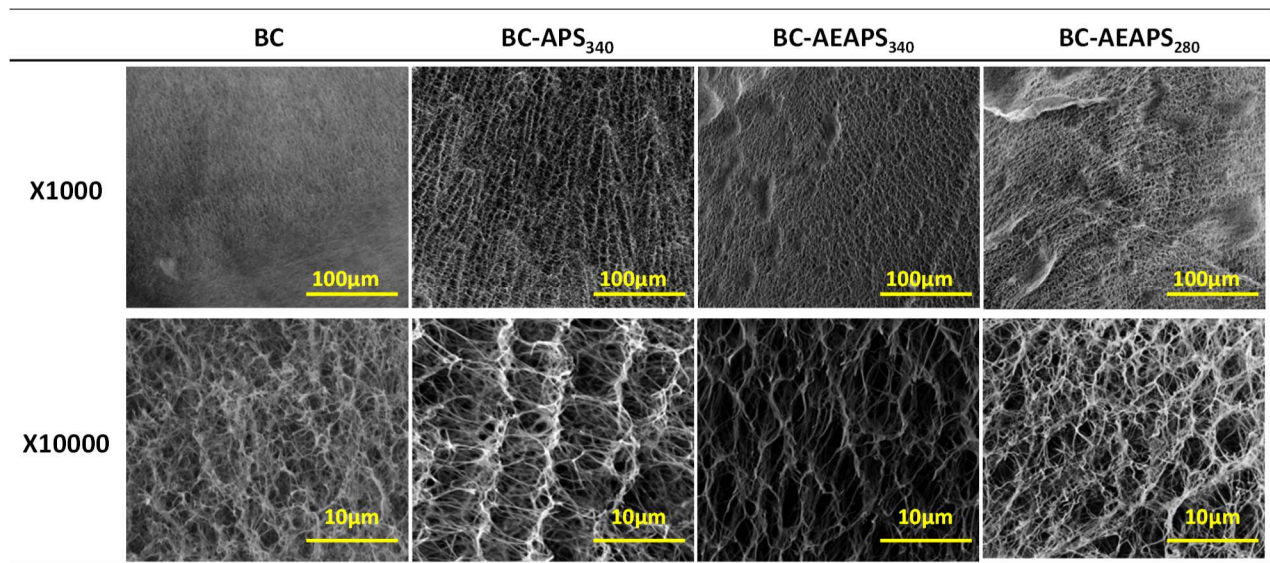 BC BC-APS₃₄₀ BC-AEAPS₃₄₀ BC-AEAPS₂₈₀
X1000
100µm 100µm 100µm 100µm
X10000
10µm 10µm 10µm 10µm